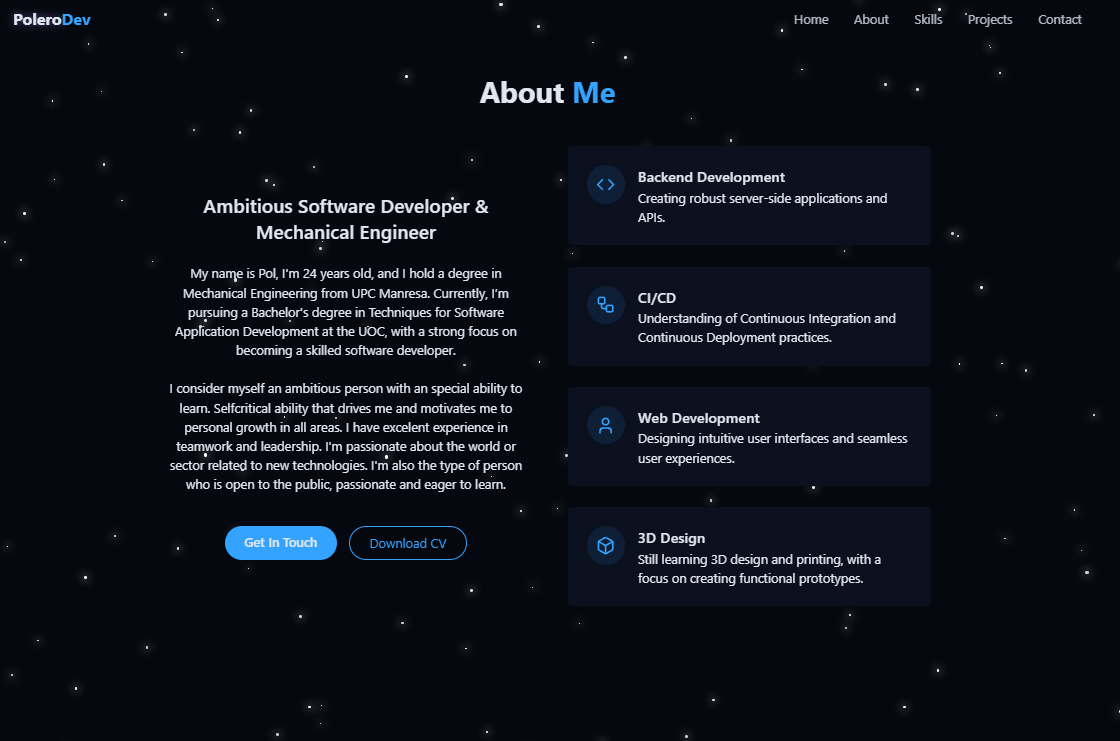 PoleroDev
Home About Skills Projects Contact
About Me
Ambitious Software Developer &
Mechanical Engineer
My name is Pol, I'm 24 years old, and I hold a degree in
Mechanical Engineering from UPC Manresa. Currently, I'm
pursuing a Bachelor's degree in Techniques for Software
Application Development at the UOC, with a strong focus on
becoming a skilled software developer.
I consider myself an ambitious person with an special ability to
learn. Selfcritical ability that drives me and motivates me to
personal growth in all areas. I have excelent experience in
teamwork and leadership. I'm passionate about the world or
sector related to new technologies. I'm also the type of person
who is open to the public, passionate and eager to learn.
Get In Touch
Download CV
Backend Development
Creating robust server-side applications and
APIs.
CI/CD
Understanding of Continuous Integration and
Continuous Deployment practices.
Web Development
Designing intuitive user interfaces and seamless
user experiences.
3D Design
Still learning 3D design and printing, with a
focus on creating functional prototypes.